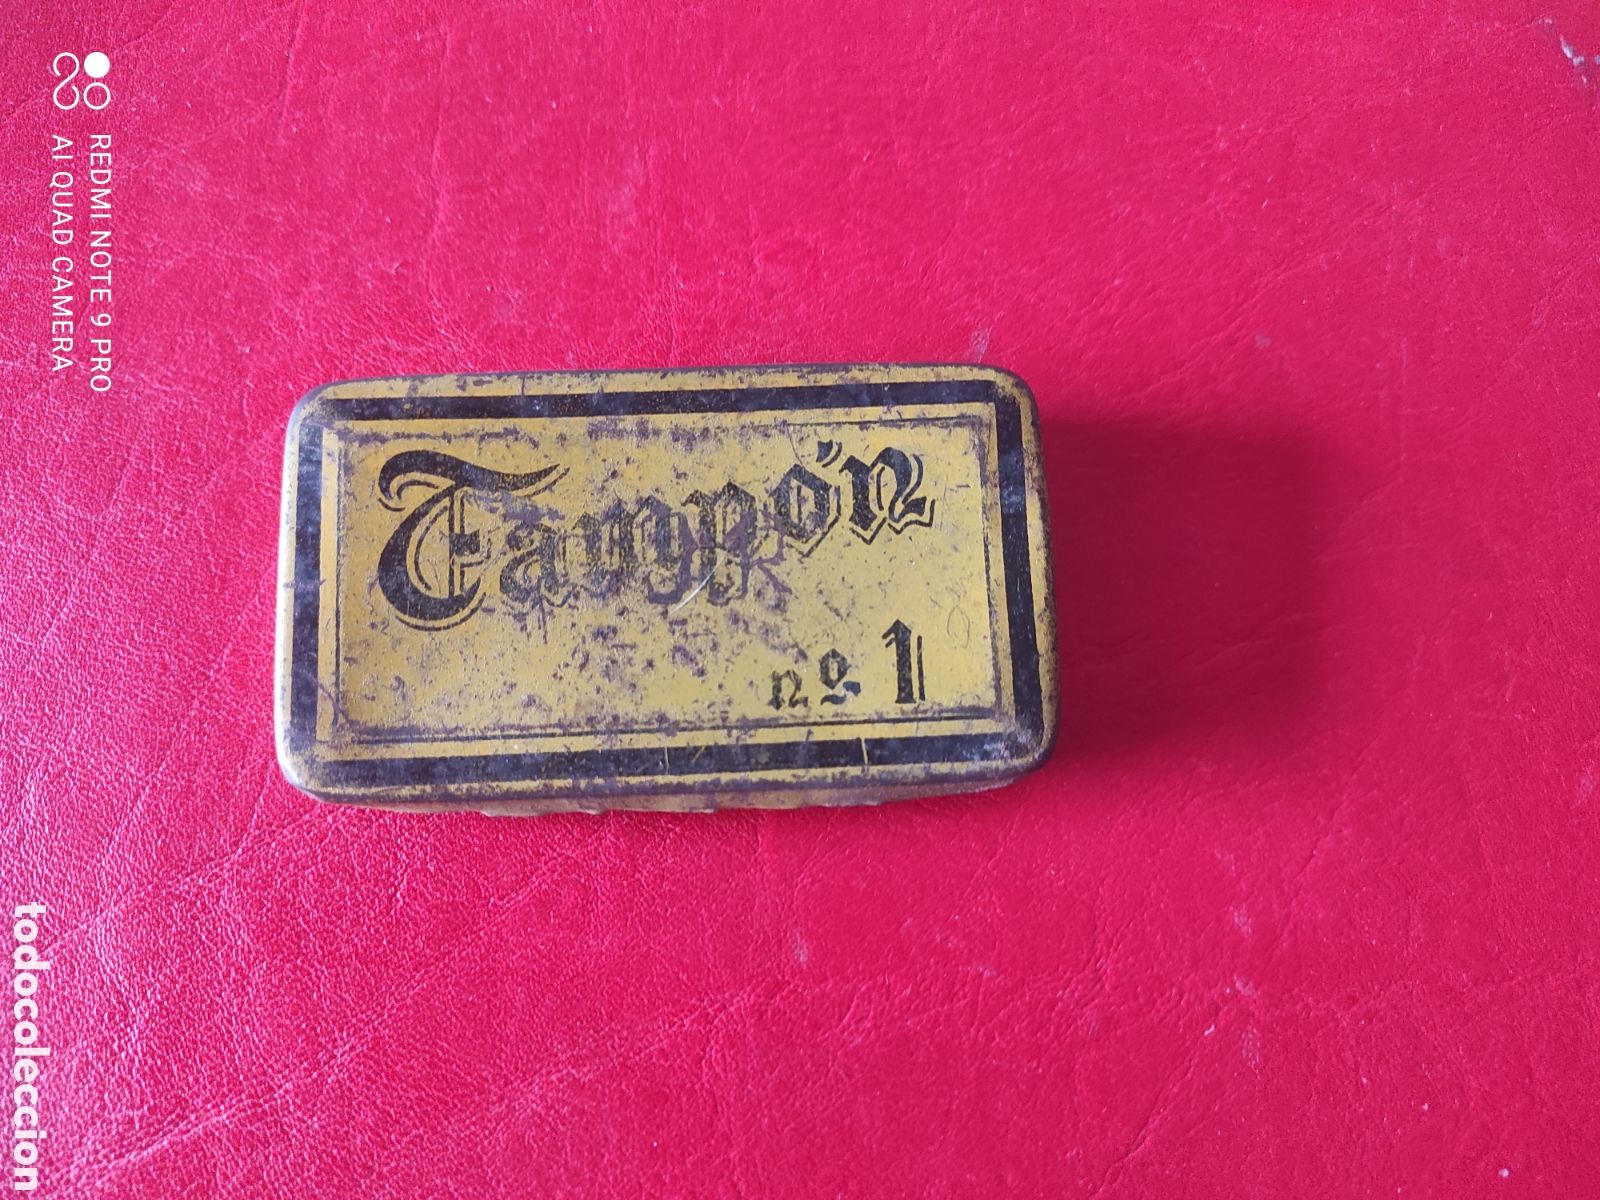 REDMI NOTE 9 PRO
AI QUAD CAMERA
Tampón
nº 1
todocoleccion